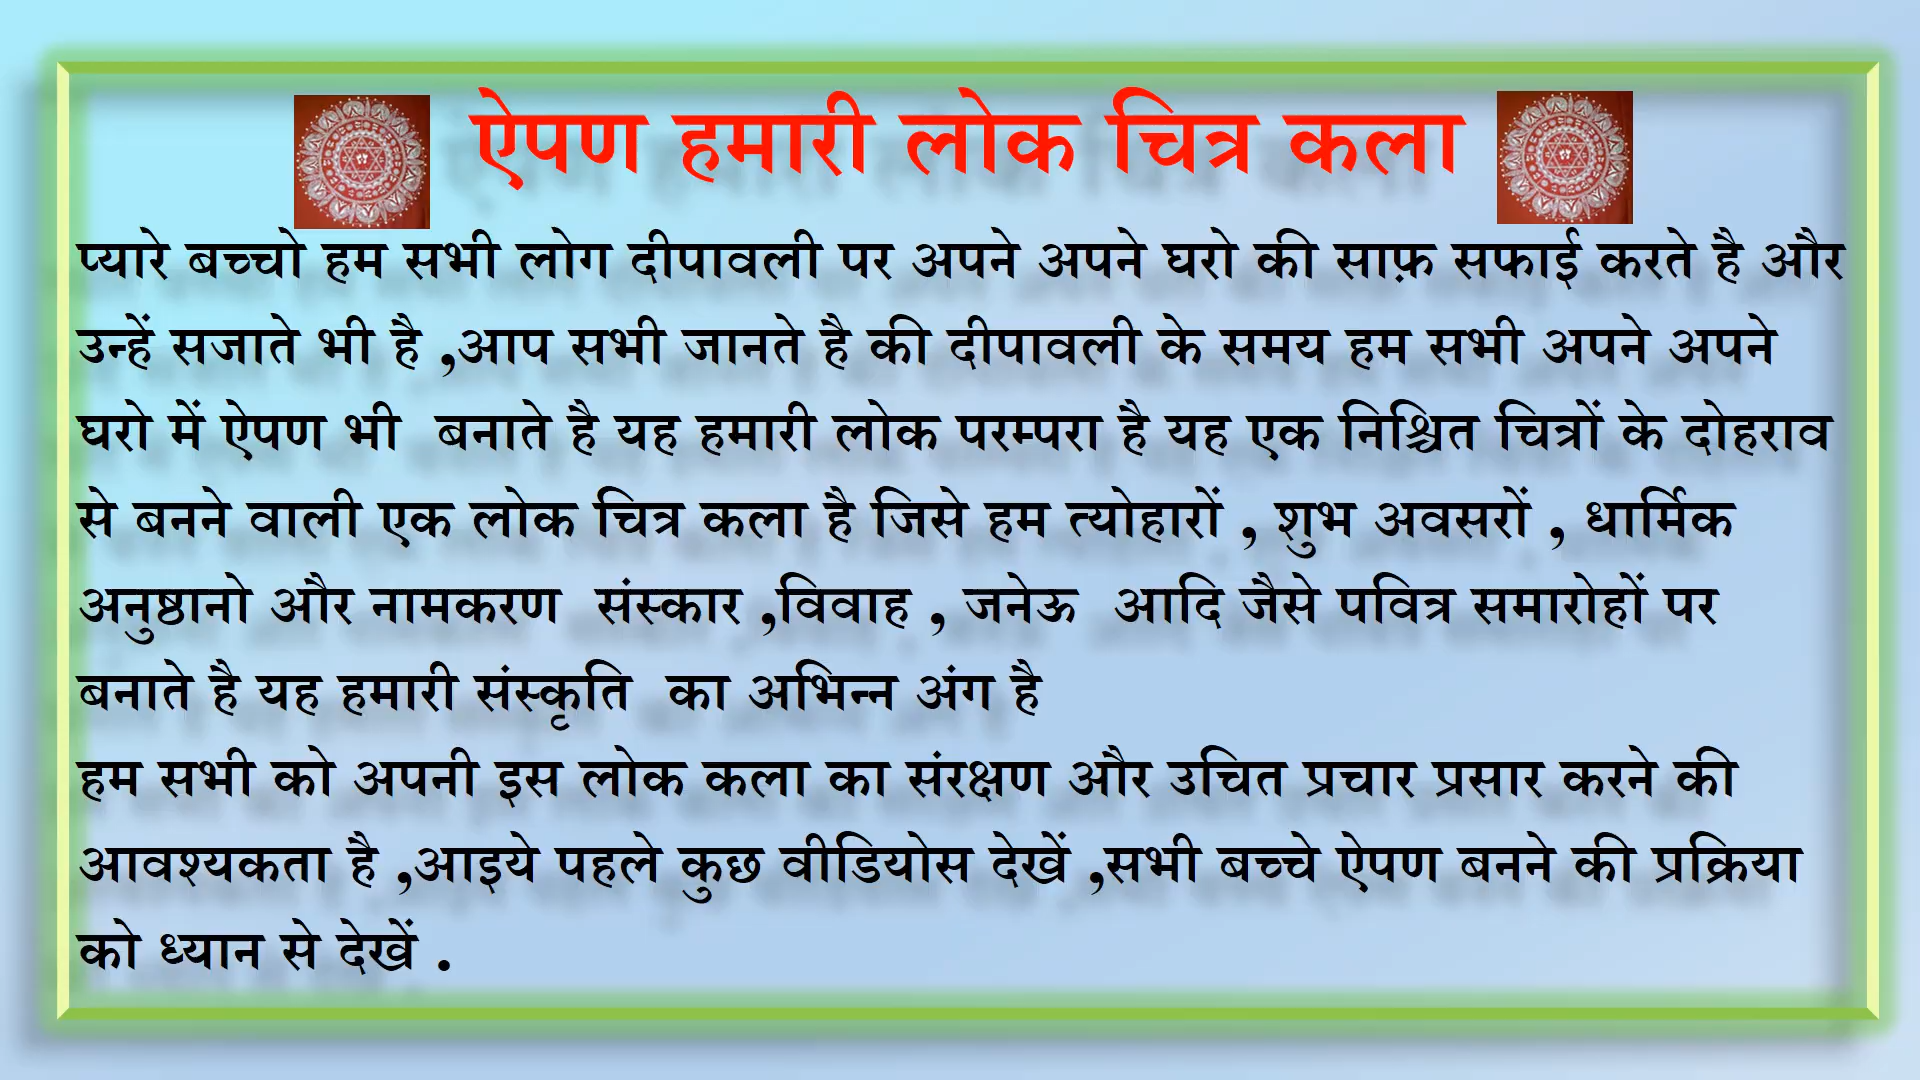 ऐपण हमारी लोक चित्र कला
प्यारे बच्चो हम सभी लोग दीपावली पर अपने अपने घरो की साफ़ सफाई करते है और
उन्हें सजाते भी है ,आप सभी जानते है की दीपावली के समय हम सभी अपने अपने
घरो में ऐपण भी बनाते है यह हमारी लोक परम्परा है यह एक निश्चित चित्रों के दोहराव
से बनने वाली एक लोक चित्र कला है जिसे हम त्योहारों , शुभ अवसरों , धार्मिक
अनुष्ठानो और नामकरण संस्कार ,विवाह , जनेऊ आदि जैसे पवित्र समारोहों पर
बनाते है यह हमारी संस्कृति का अभिन्न अंग है
हम सभी को अपनी इस लोक कला का संरक्षण और उचित प्रचार प्रसार करने की
आवश्यकता है ,आइये पहले कुछ वीडियोस देखें ,सभी बच्चे ऐपण बनने की प्रक्रिया
को ध्यान से देखें .